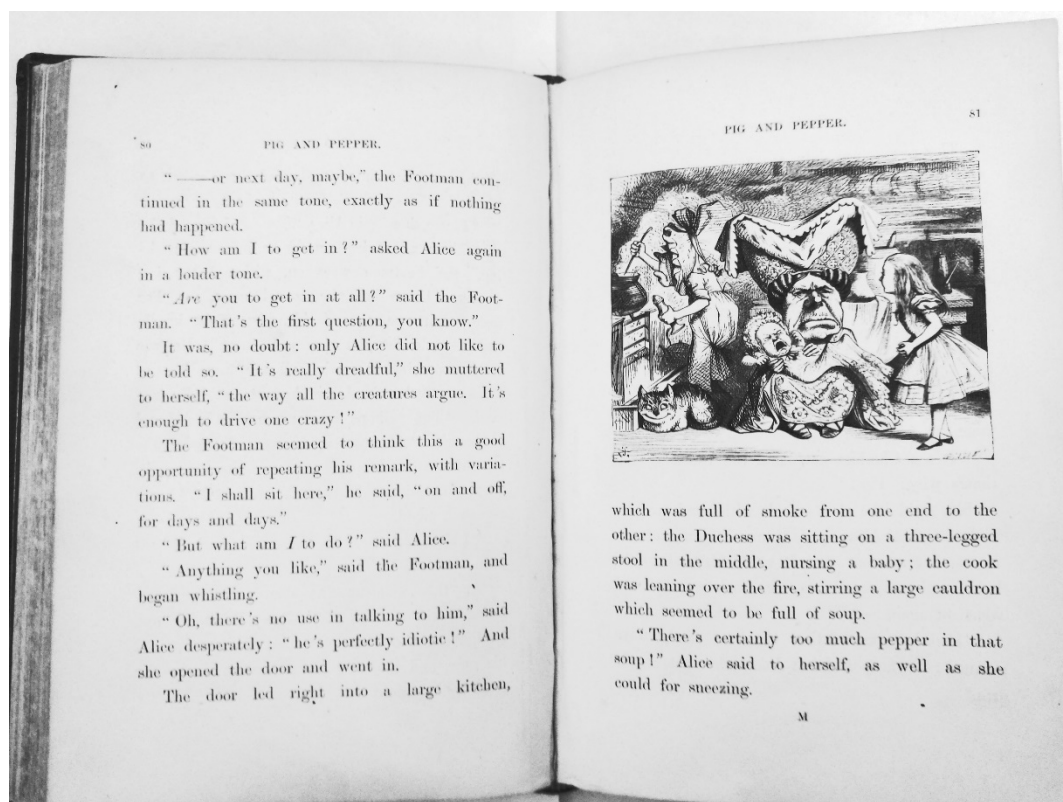 80
PIG AND PEPPER.
“ ——or next day, maybe,” the Footman con-
tinued in the same tone, exactly as if nothing
had happened.
“ How am I to get in ? ” asked Alice again
in a louder tone.
“ Are you to get in at all ? ” said the Foot-
man. “ That’s the first question, you know.”
It was, no doubt : only Alice did not like to
be told so. “ It’s really dreadful,” she muttered
to herself, “ the way all the creatures argue. It’s
enough to drive one crazy ! ”
The Footman seemed to think this a good
opportunity of repeating his remark, with varia-
tions. “ I shall sit here,” he said, “ on and off,
for days and days.”
“ But what am I to do ? ” said Alice.
“ Anything you like,” said the Footman, and
began whistling.
“ Oh, there’s no use in talking to him,” said
Alice desperately : “ he’s perfectly idiotic ! ” And
she opened the door and went in.
The door led right into a large kitchen,
PIG AND PEPPER.
81
which was full of smoke from one end to the
other : the Duchess was sitting on a three-legged
stool in the middle, nursing a baby ; the cook
was leaning over the fire, stirring a large cauldron
which seemed to be full of soup.
“ There’s certainly too much pepper in that
soup ! ” Alice said to herself, as well as she
could for sneezing.
M